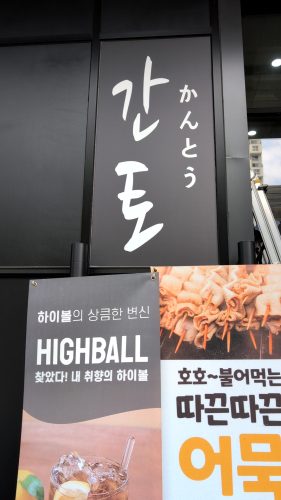 간토
かんとう
하이볼의 상큼한 변신
HIGHBALL
찾았다! 내 취향의 하이볼
호호~불어먹는
따끈따끈
어묵